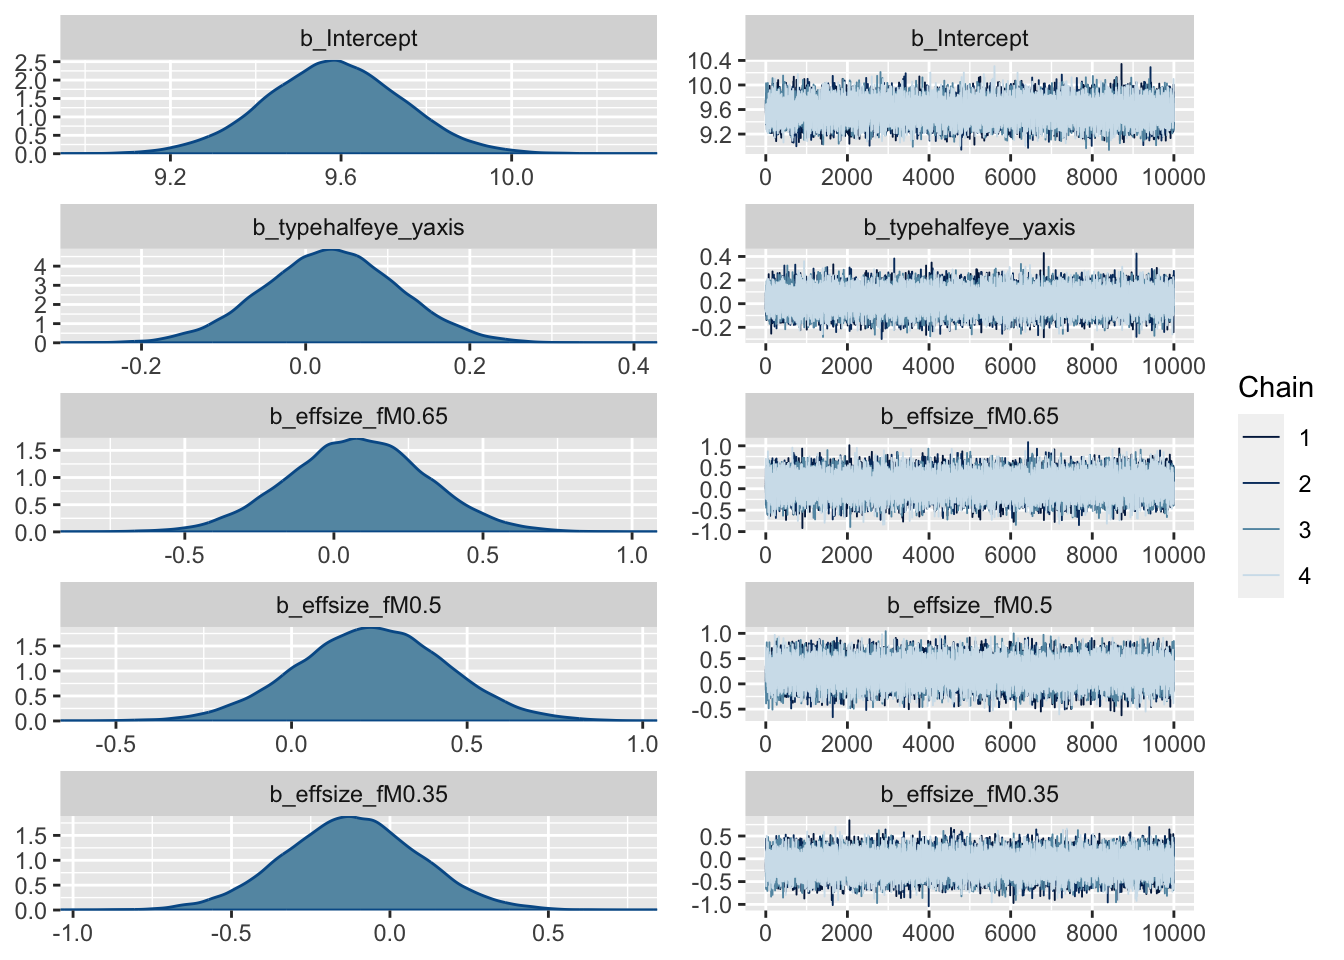 b_Intercept
2.5
2.0
1.5
1.0
0.5
0.0
9.2 9.6 10.0
b_Intercept
10.4
10.0
9.6
9.2
0 2000 4000 6000 8000 10000
b_typehalfeye_yaxis
4
3
2
1
0
-0.2 0.0 0.2 0.4
b_typehalfeye_yaxis
0.4
0.2
0.0
-0.2
0 2000 4000 6000 8000 10000
b_effsize_fM0.65
1.5
1.0
0.5
0.0
-0.5 0.0 0.5 1.0
b_effsize_fM0.65
1.0
0.5
0.0
-0.5
-1.0
0 2000 4000 6000 8000 10000
b_effsize_fM0.5
1.5
1.0
0.5
0.0
-0.5 0.0 0.5 1.0
b_effsize_fM0.5
1.0
0.5
0.0
-0.5
0 2000 4000 6000 8000 10000
b_effsize_fM0.35
1.5
1.0
0.5
0.0
-1.0 -0.5 0.0 0.5
b_effsize_fM0.35
0.5
0.0
-0.5
-1.0
0 2000 4000 6000 8000 10000
Chain
1
2
3
4